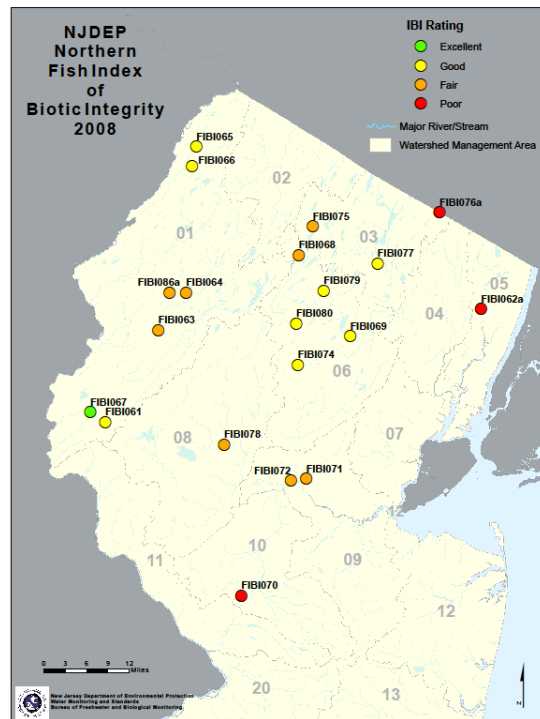 NJDEP
Northern
Fish Index
of
Biotic Integrity
2008
IBI Rating
Excellent
Good
Fair
Poor
Major River/Stream
Watershed Management Area
FIBI065
FIBI066
02
FIBI076a
FIBI075
01
03
FIBI068
FIBI077
05
FIBI086a
FIBI064
FIBI079
FIBI062a
04
FIBI080
FIBI063
FIBI069
FIBI074
06
FIBI067
FIBI061
08
FIBI078
07
FIBI072
FIBI071
12
10
11
09
FIBI070
12
0 3 6 9 12
Miles
20
13
N
New Jersey Department of Environmental Protection
Water Monitoring and Standards
Bureau of Freshwater and Biological Monitoring